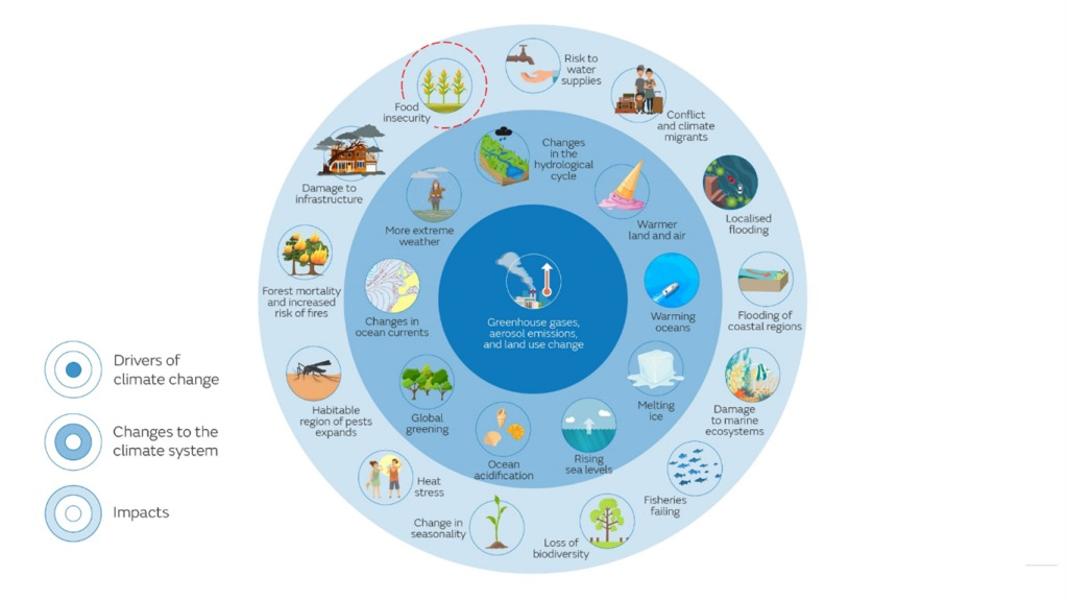 Risk to
water
supplies
Food
insecurity
Conflict
and climate
migrants
Changes
in the
hydrological
cycle
Damage to
infrastructure
Localised
flooding
More extreme
weather
Warmer
land and air
Forest mortality
and increased
risk of fires
Changes in
ocean currents
Greenhouse gases,
aerosol emissions,
and land use change
Warming
oceans
Flooding of
coastal regions
Drivers of
climate change
Habitable
region of pests
expands
Global
greening
Melting
ice
Damage
to marine
ecosystems
Changes to the
climate system
Ocean
acidification
Rising
sea levels
Heat
stress
Fisheries
failing
Impacts
Change in
seasonality
Loss of
biodiversity